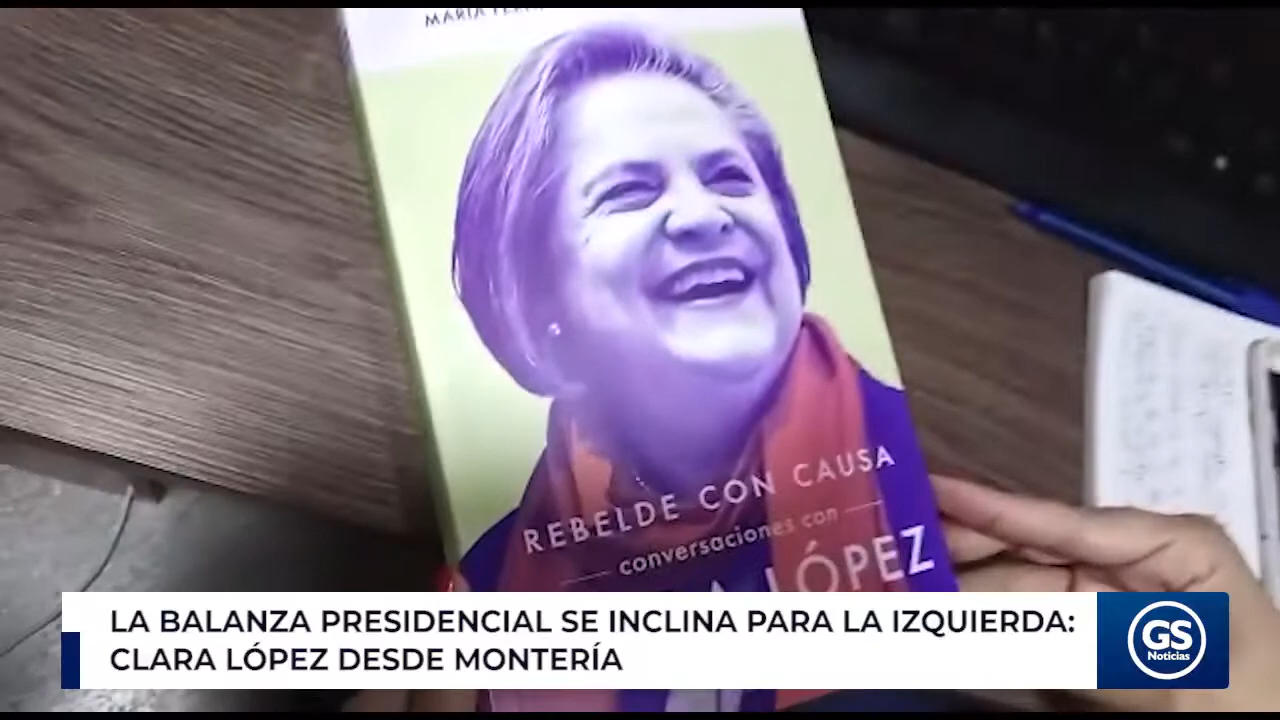 MARÍA
REBELDE CON CAUSA
conversaciones con
LÓPEZ
LA BALANZA PRESIDENCIAL SE INCLINA PARA LA IZQUIERDA:
CLARA LÓPEZ DESDE MONTERÍA
GS
Noticias